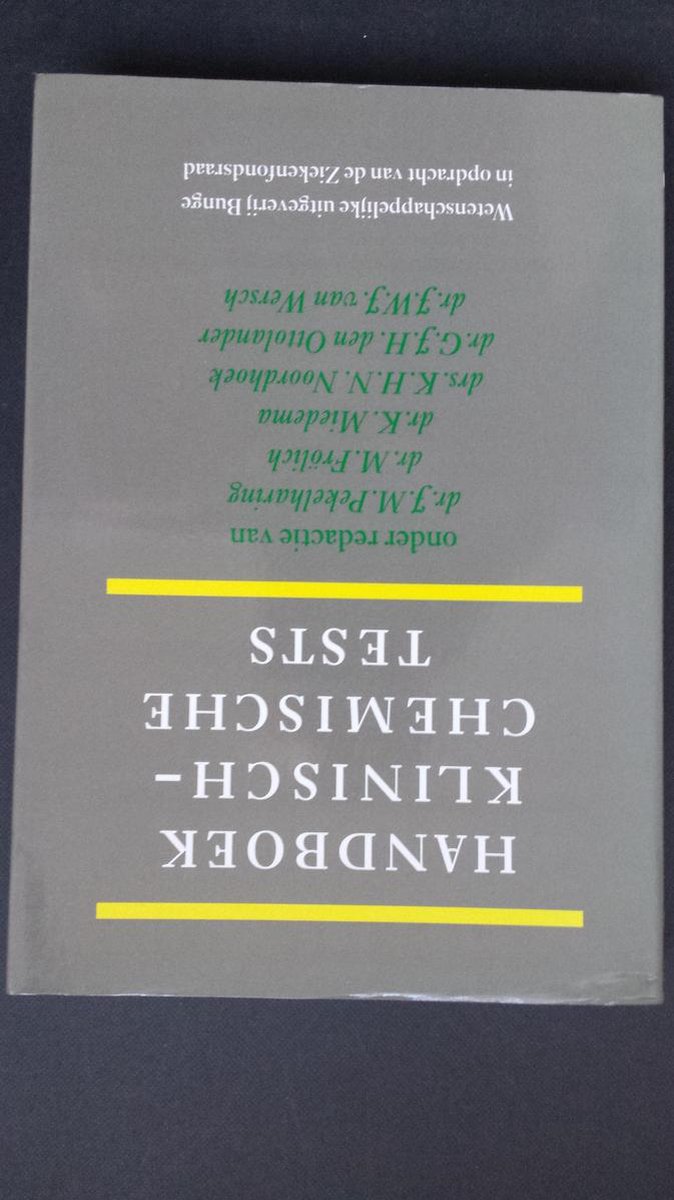 HANDBOEK
KLINISCH-
CHEMISCHE
TESTS
onder redactie van
dr. J.M. Pekelharing
dr. M. Frölich
dr. K. Miedema
drs. K.H.N. Noordhoek
dr. G.J.H. den Ottolander
dr. J.W.J. van Wersch
Wetenschappelijke uitgeverij Bunge
in opdracht van de Ziekenfondsraad